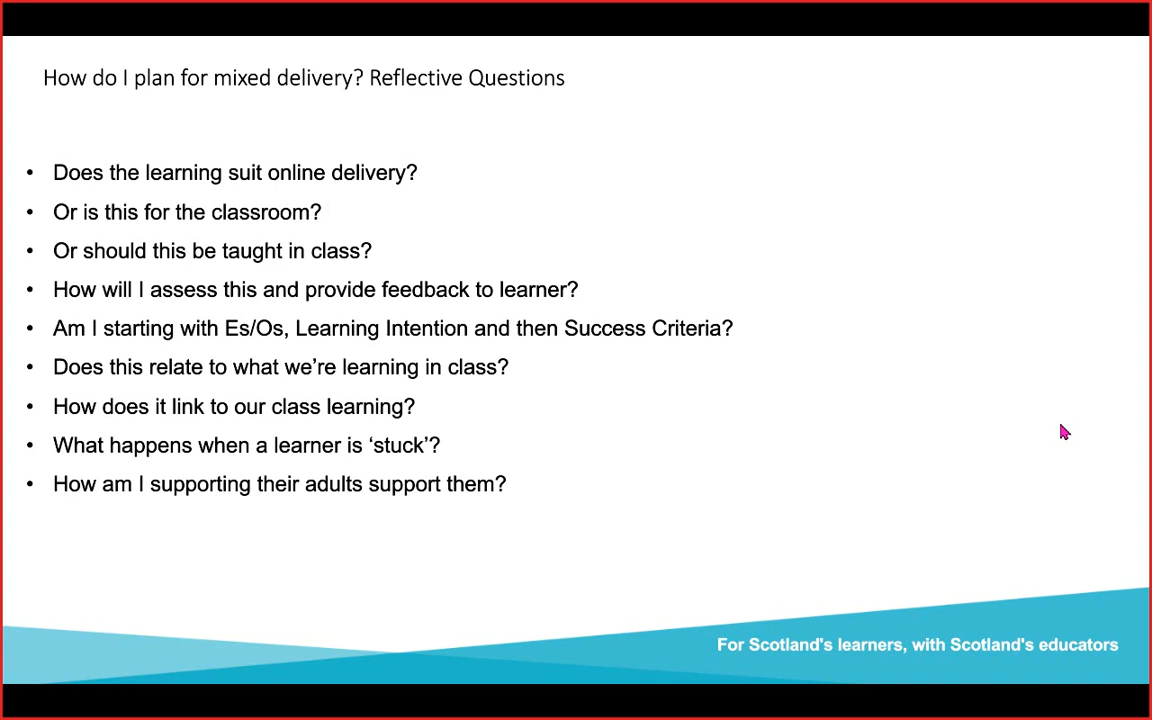 How do I plan for mixed delivery? Reflective Questions
• Does the learning suit online delivery?
• Or is this for the classroom?
• Or should this be taught in class?
• How will I assess this and provide feedback to learner?
• Am I starting with Es/Os, Learning Intention and then Success Criteria?
• Does this relate to what we’re learning in class?
• How does it link to our class learning?
• What happens when a learner is ‘stuck’?
• How am I supporting their adults support them?
For Scotland's learners, with Scotland's educators